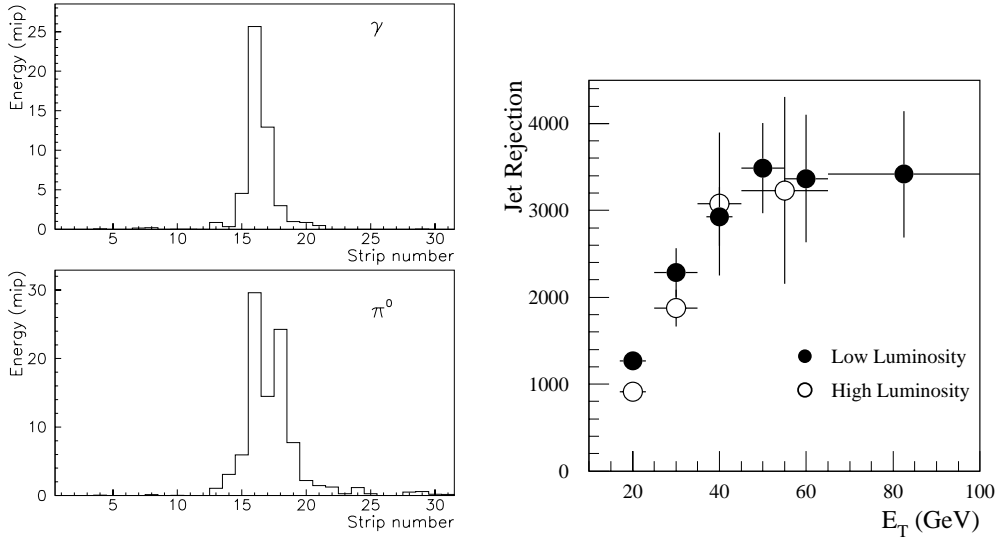 Energy (mip)
γ
25
20
15
10
5
0
5 10 15 20 25 30
Strip number
Energy (mip)
π⁰
30
20
10
0
5 10 15 20 25 30
Strip number
Jet Rejection
4000
3000
2000
1000
0
Low Luminosity
High Luminosity
20 40 60 80 100
E_T (GeV)